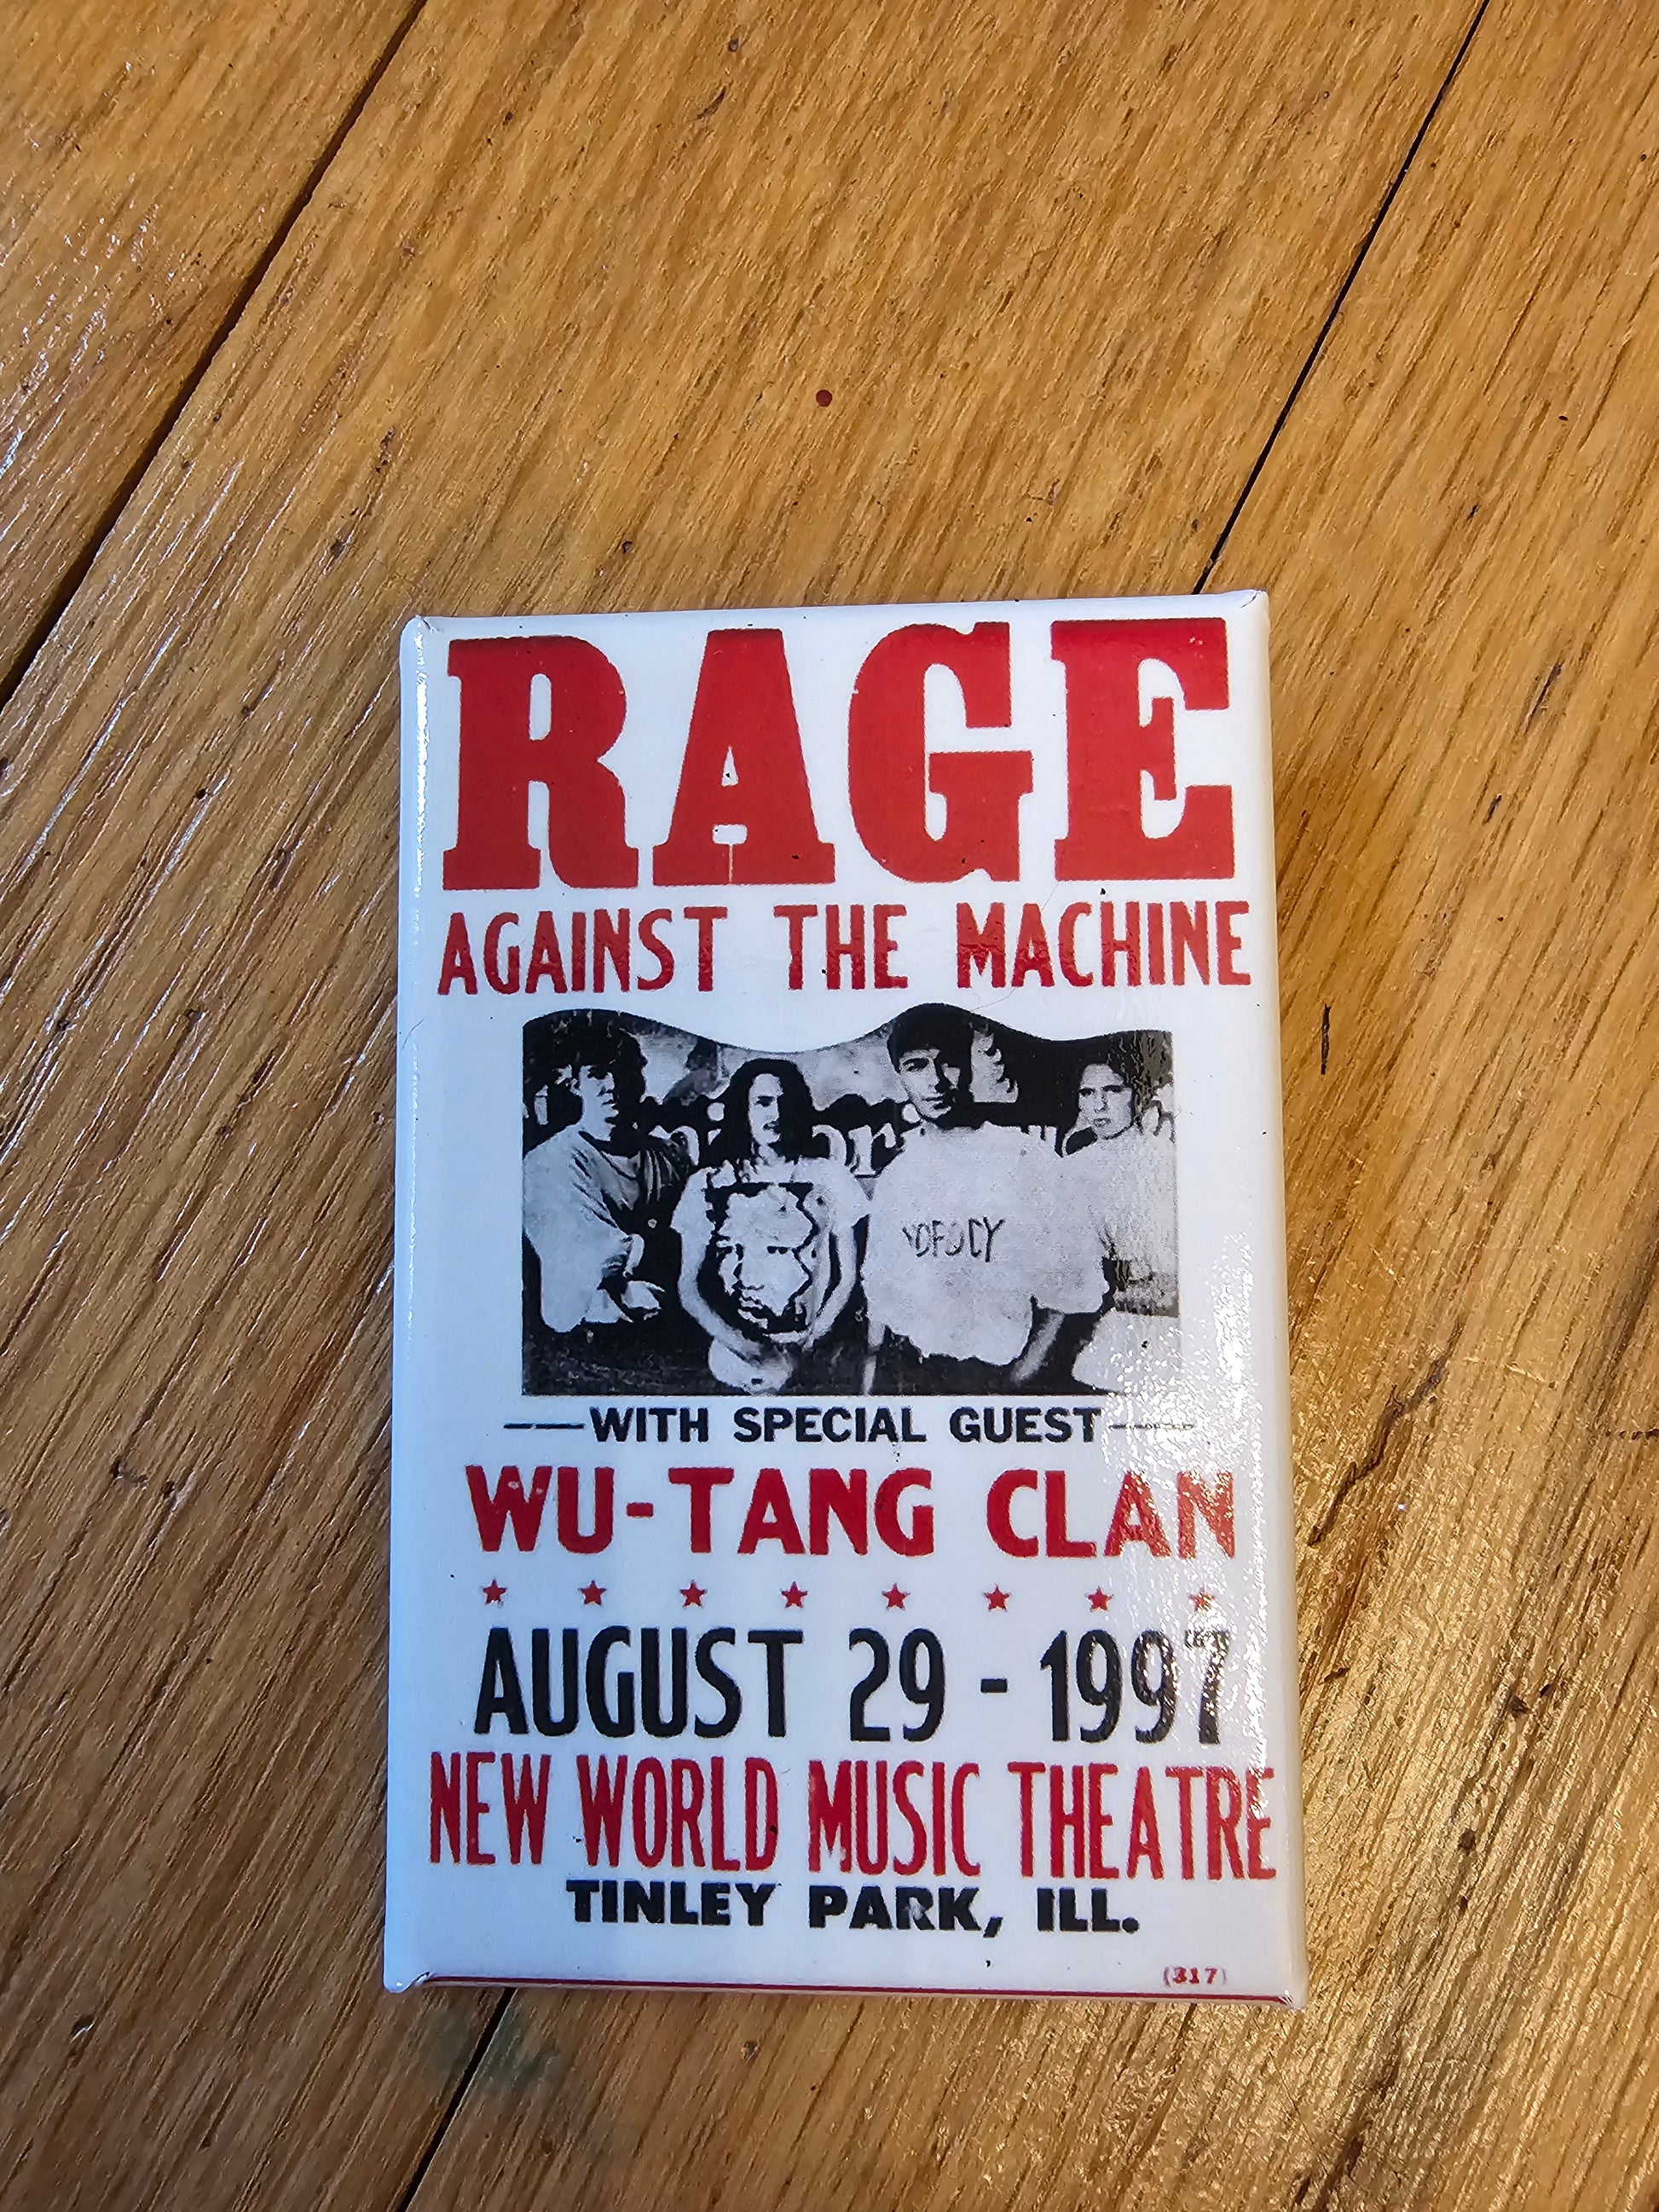 RAGE
AGAINST THE MACHINE
WITH SPECIAL GUEST
WU-TANG CLAN
AUGUST 29 - 1997
NEW WORLD MUSIC THEATRE
TINLEY PARK, ILL.
(317)